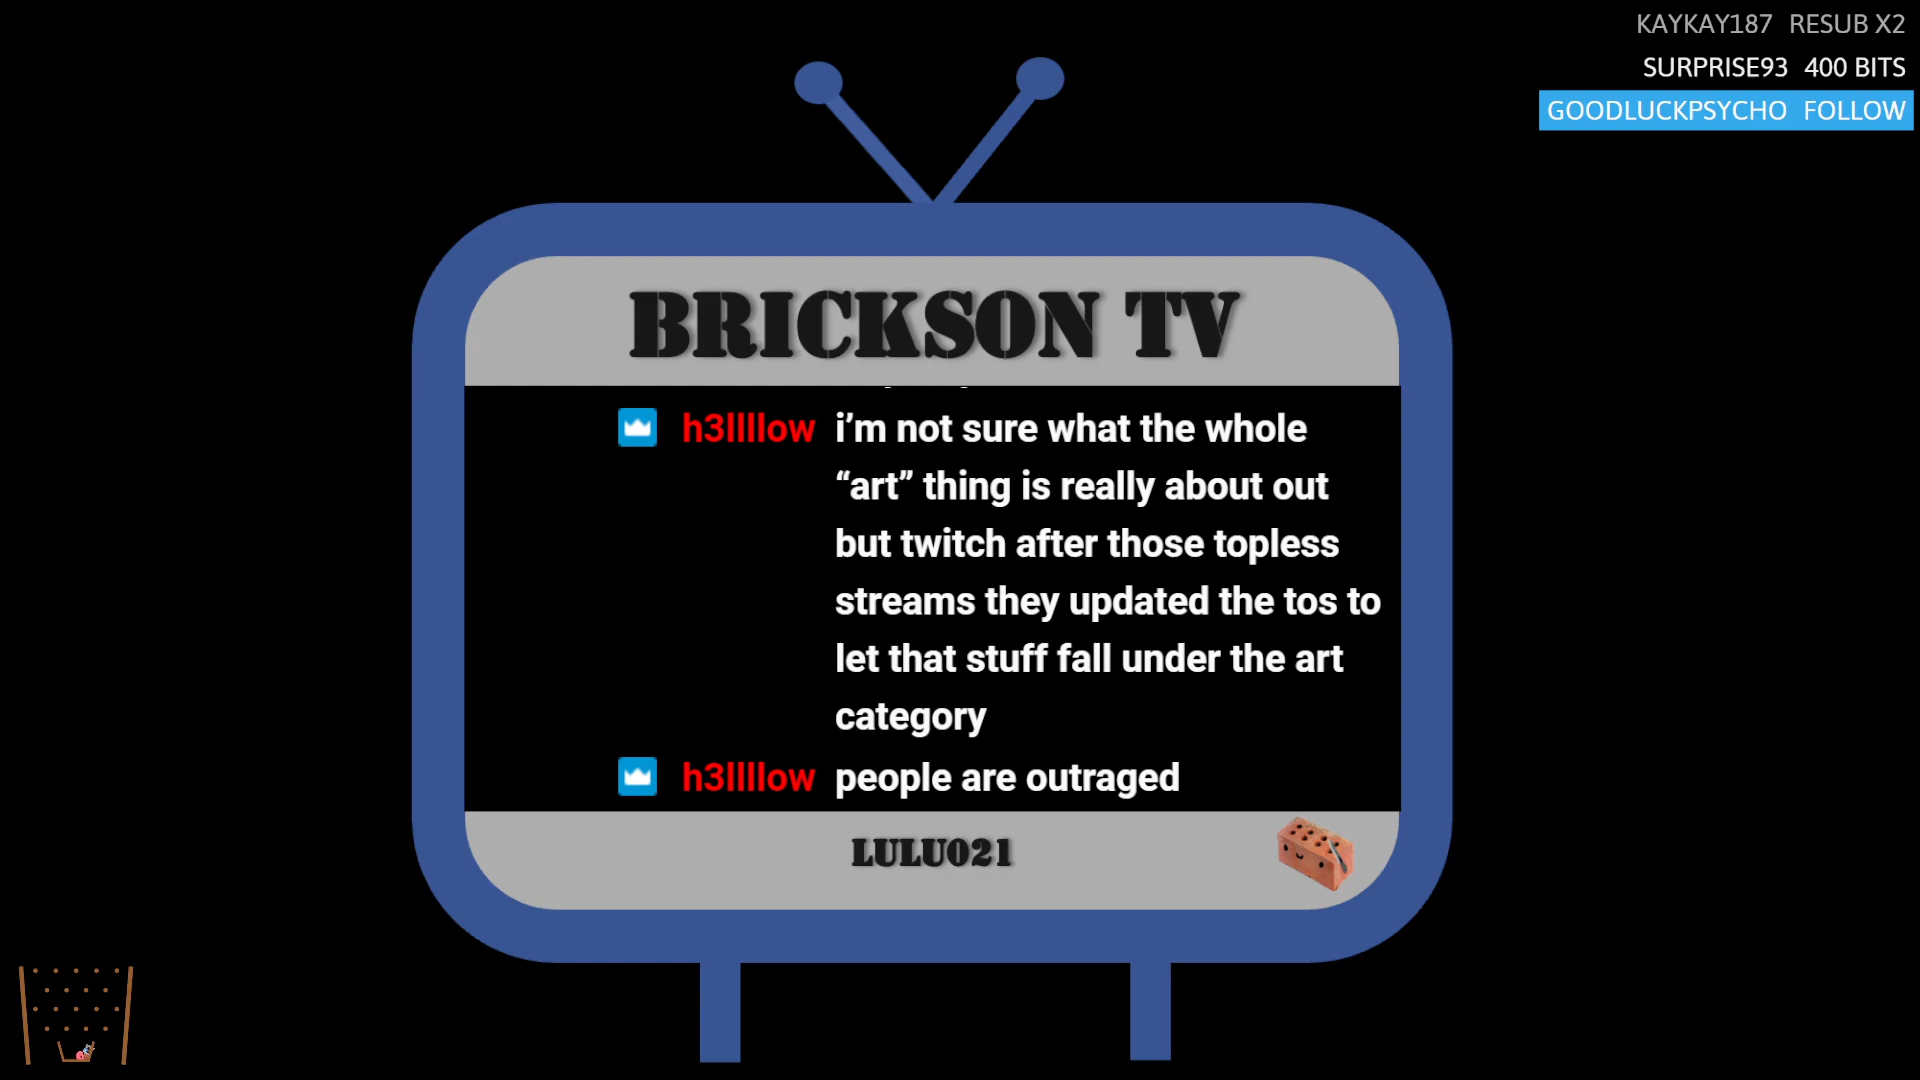 KAYKAY187 RESUB X2
SURPRISE93 400 BITS
GOODLUCKPSYCHO FOLLOW
BRICKSON TV
h3llllow i’m not sure what the whole
“art” thing is really about out
but twitch after those topless
streams they updated the tos to
let that stuff fall under the art
category
h3llllow people are outraged
LULU021